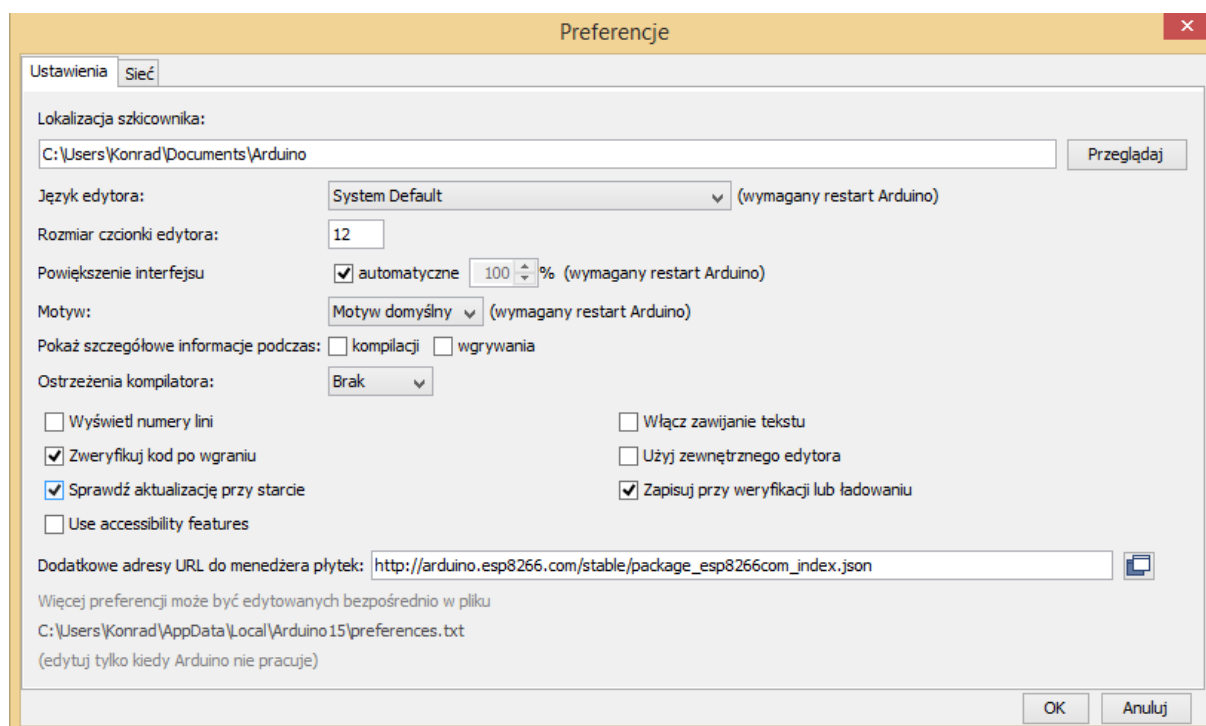 Preferencje
Ustawienia Sieć
Lokalizacja szkicownika:
C:\Users\Konrad\Documents\Arduino Przeglądaj
Język edytora: System Default (wymagany restart Arduino)
Rozmiar czcionki edytora: 12
Powiększenie interfejsu automatyczne 100 % (wymagany restart Arduino)
Motyw: Motyw domyślny (wymagany restart Arduino)
Pokaż szczegółowe informacje podczas: kompilacji wgrywania
Ostrzeżenia kompilatora: Brak
Wyświetl numery lini Włącz zawijanie tekstu
Zweryfikuj kod po wgraniu Użyj zewnętrznego edytora
Sprawdź aktualizację przy starcie Zapisuj przy weryfikacji lub ładowaniu
Use accessibility features
Dodatkowe adresy URL do menedżera płytek: http://arduino.esp8266.com/stable/package_esp8266com_index.json
Więcej preferencji może być edytowanych bezpośrednio w pliku
C:\Users\Konrad\AppData\Local\Arduino15\preferences.txt
(edytuj tylko kiedy Arduino nie pracuje)
OK Anuluj